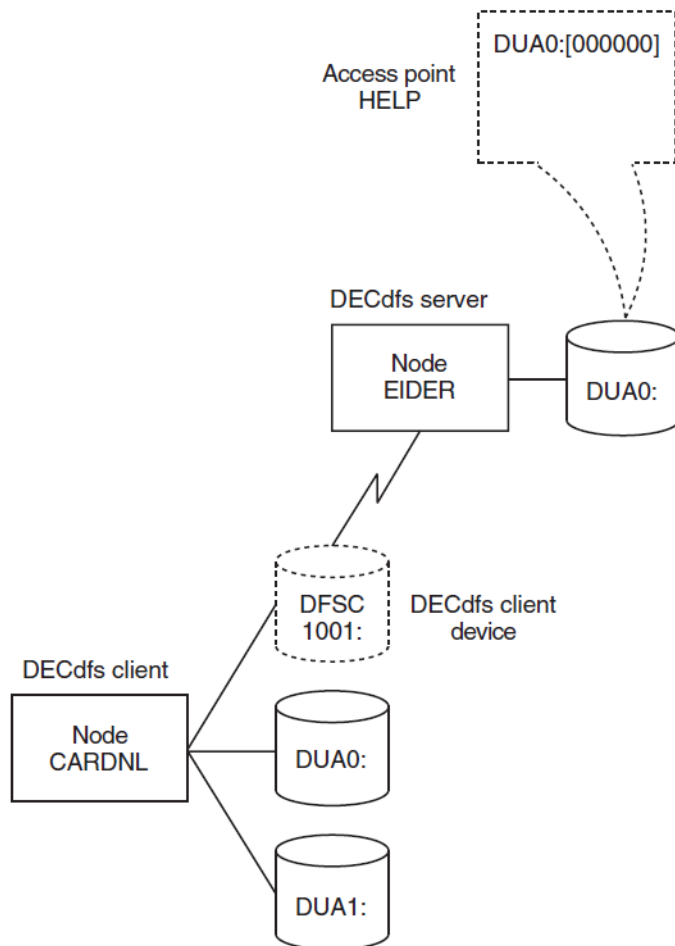 DUA0:[000000]
Access point
HELP
DECdfs server
Node
EIDER
DUA0:
DFSC
1001:
DECdfs client
device
DECdfs client
Node
CARDNL
DUA0:
DUA1: